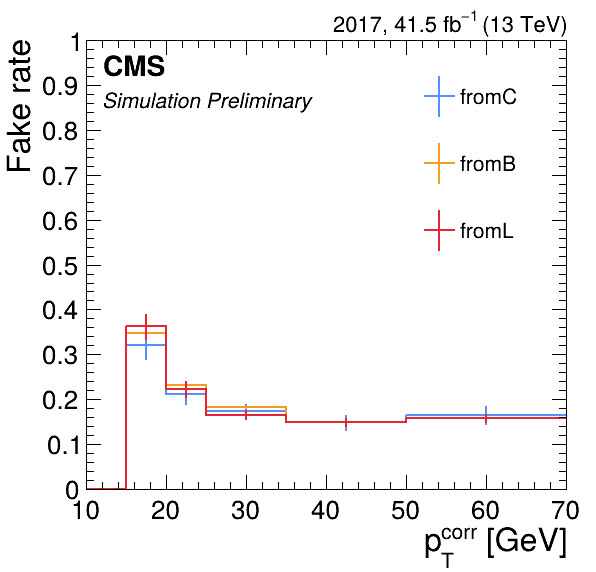 2017, 41.5 fb⁻¹ (13 TeV)
CMS
Simulation Preliminary
Fake rate
1
0.9
0.8
0.7
0.6
0.5
0.4
0.3
0.2
0.1
0
fromC
fromB
fromL
10 20 30 40 50 60 70
p_T^corr [GeV]